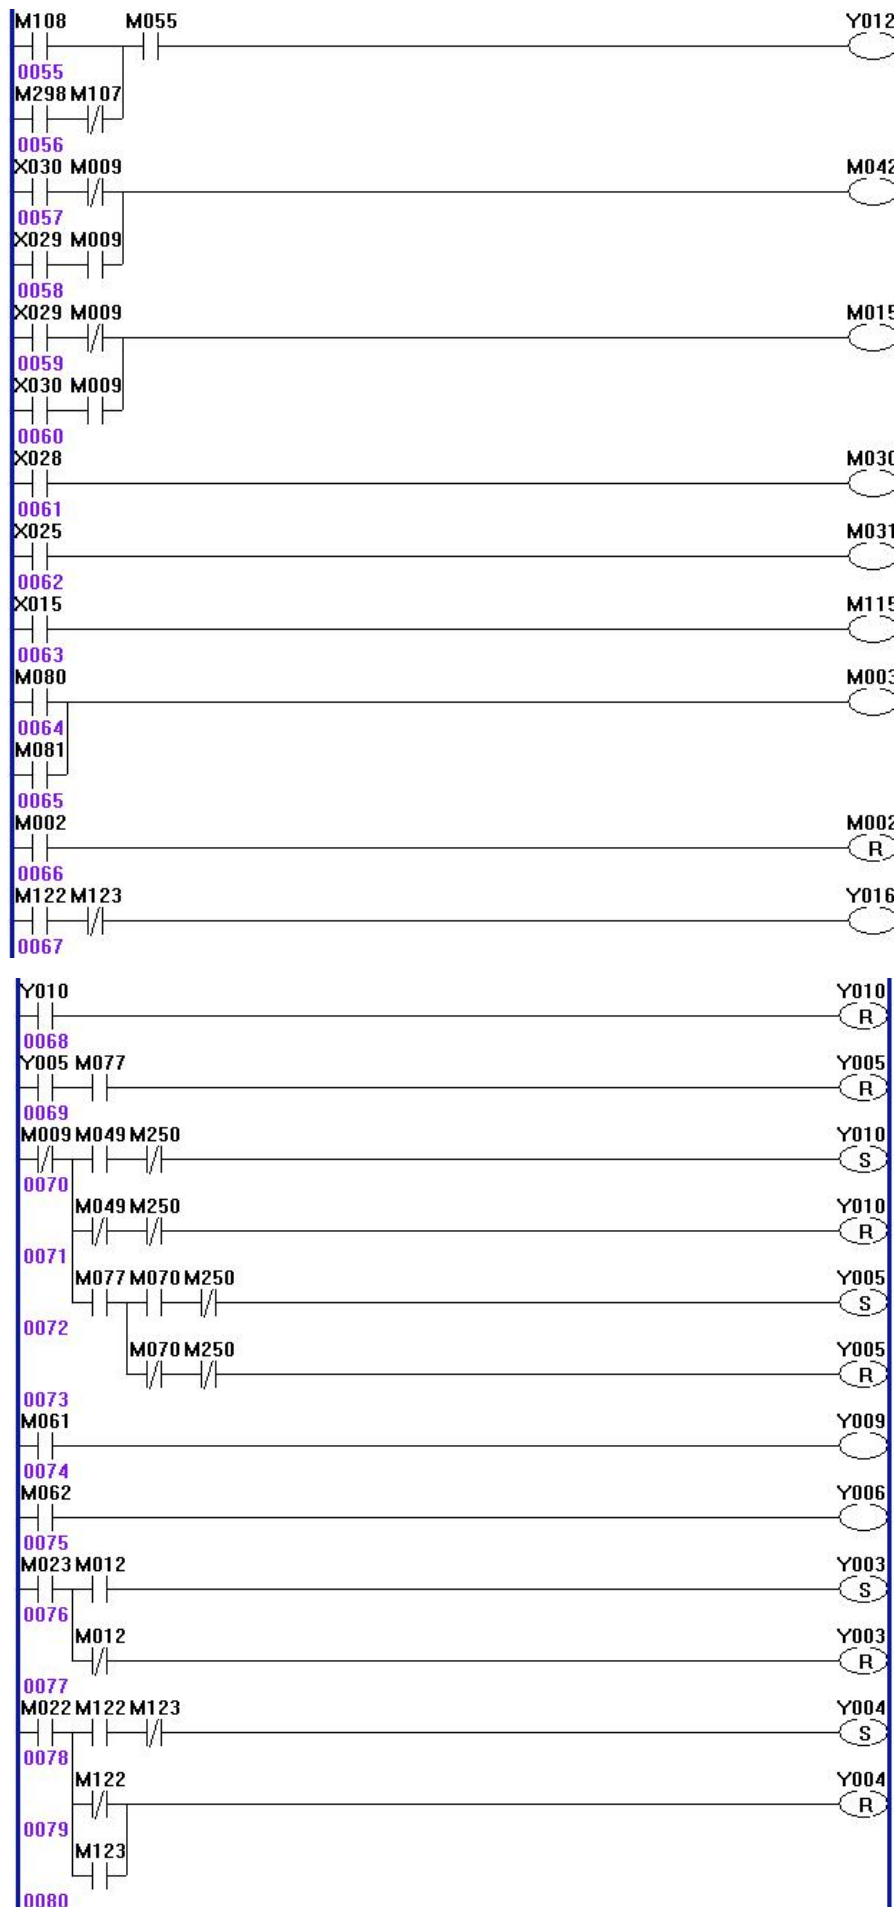 M108 M055 Y012
0055
M298 M107
0056
X030 M009 M042
0057
X029 M009
0058
X029 M009 M015
0059
X030 M009
0060
X028 M030
0061
X025 M031
0062
X015 M115
0063
M080 M003
0064
M081
0065
M002 M002
R
0066
M122 M123 Y016
0067
Y010 Y010
R
0068
Y005 M077 Y005
R
0069
M009 M049 M250 Y010
S
0070
M049 M250 Y010
R
0071
M077 M070 M250 Y005
S
0072
M070 M250 Y005
R
0073
M061 Y009
0074
M062 Y006
0075
M023 M012 Y003
S
0076
M012 Y003
R
0077
M022 M122 M123 Y004
S
0078
M122 Y004
R
0079
M123
0080